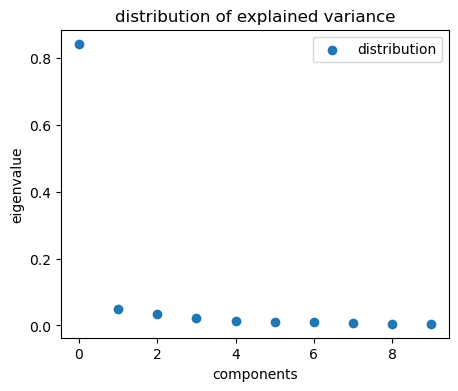 distribution of explained variance
distribution
eigenvalue
0.8
0.6
0.4
0.2
0.0
0 2 4 6 8
components